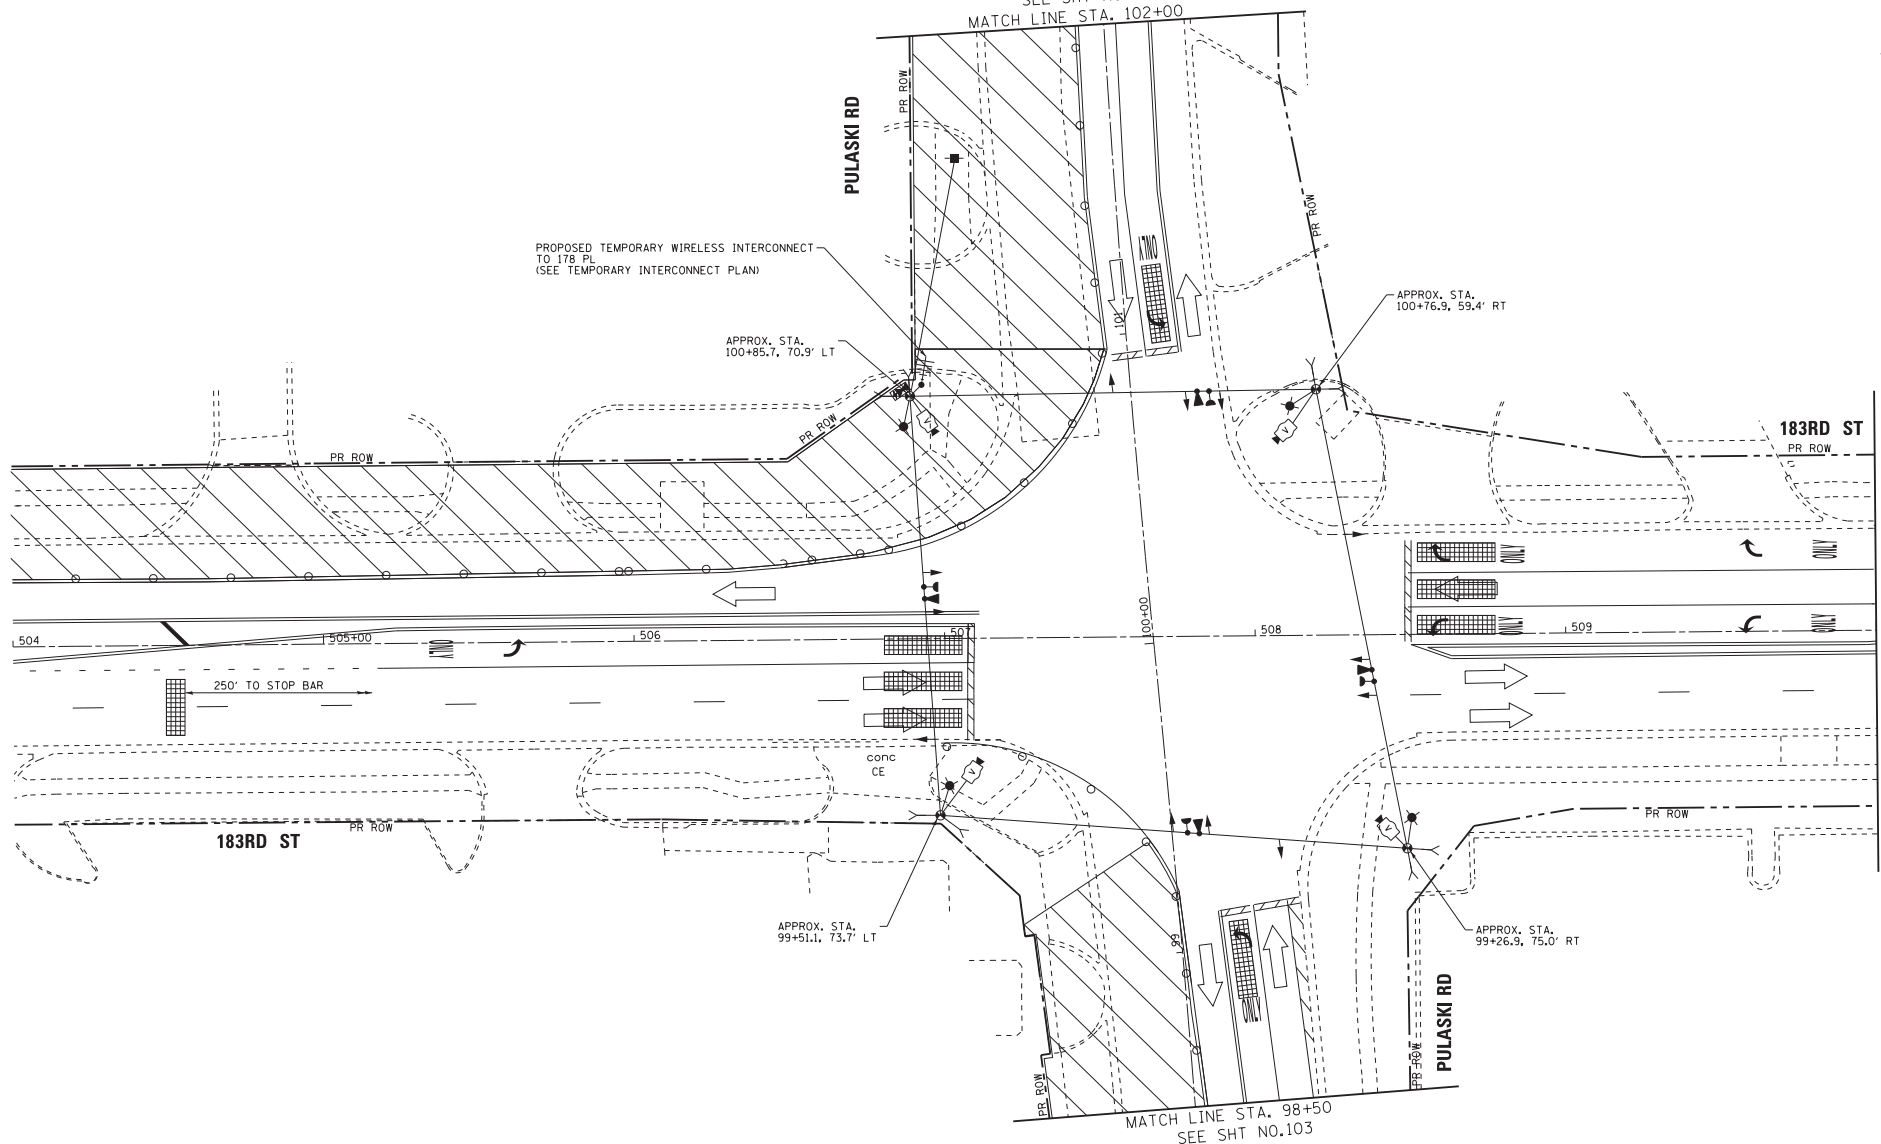 MATCH LINE STA. 102+00
PULASKI RD
PR ROW
PROPOSED TEMPORARY WIRELESS INTERCONNECT
TO 178 PL
(SEE TEMPORARY INTERCONNECT PLAN)
ONLY
PR ROW
APPROX. STA.
100+76.9, 59.4' RT
101
APPROX. STA.
100+85.7, 70.9' LT
V
V
PR ROW
PR ROW
183RD ST
PR ROW
504
505+00
506
507
100+00
508
509
250' TO STOP BAR
conc
CE
V
V
183RD ST
PR ROW
PR ROW
APPROX. STA.
99+51.1, 73.7' LT
99
APPROX. STA.
99+26.9, 75.0' RT
ONLY
PULASKI RD
PR ROW
PR ROW
MATCH LINE STA. 98+50
SEE SHT NO.103